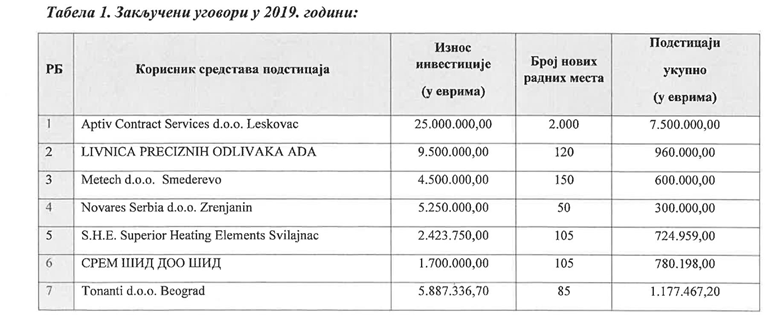 Табела 1. Закључени уговори у 2019. години:
РБ Корисник средстава подстицаја Износ инвестиције (у еврима) Број нових радних места Подстицаји укупно (у еврима)
1 Aptiv Contract Services d.o.o. Leskovac 25.000.000,00 2.000 7.500.000,00
2 LIVNICA PRECIZNIH ODLIVAKA ADA 9.500.000,00 120 960.000,00
3 Metech d.o.o. Smederevo 4.500.000,00 150 600.000,00
4 Novares Serbia d.o.o. Zrenjanin 5.250.000,00 50 300.000,00
5 S.H.E. Superior Heating Elements Svilajnac 2.423.750,00 105 724.959,00
6 СРЕМ ШИД ДОО ШИД 1.700.000,00 105 780.198,00
7 Tonanti d.o.o. Beograd 5.887.336,70 85 1.177.467,20